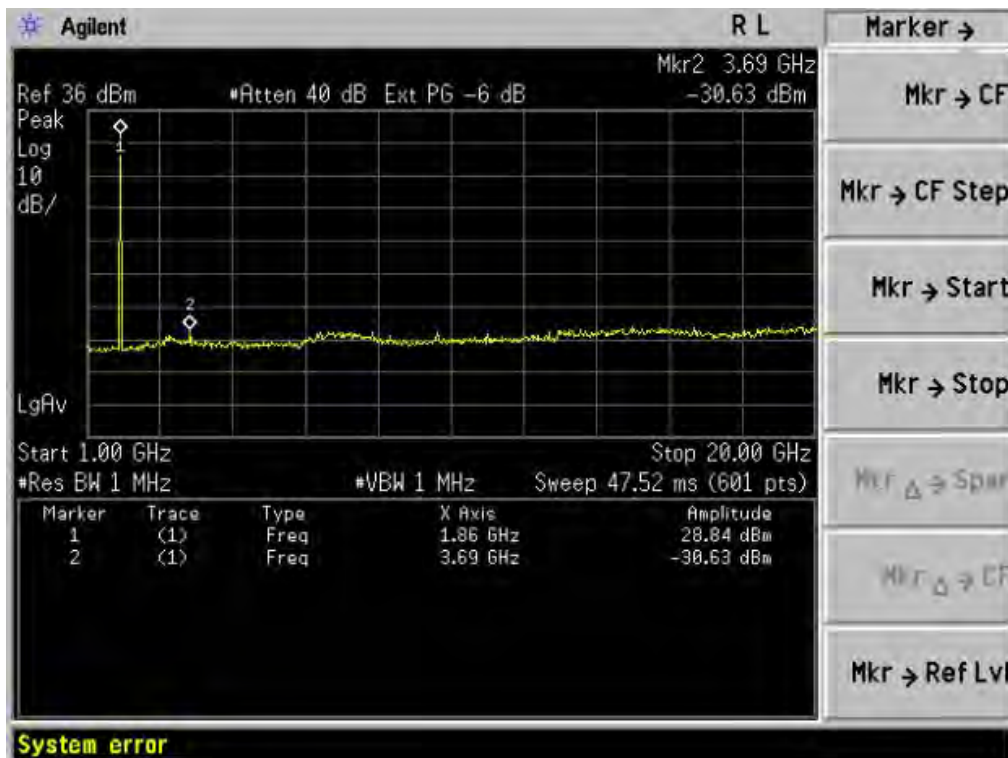 Agilent R L
Marker →
Mkr2 3.69 GHz
Ref 36 dBm #Atten 40 dB Ext PG -6 dB -30.63 dBm
Peak
Log
10
dB/
1
2
LgAv
Start 1.00 GHz Stop 20.00 GHz
#Res BW 1 MHz #VBW 1 MHz Sweep 47.52 ms (601 pts)
Marker Trace Type X Axis Amplitude
1 (1) Freq 1.86 GHz 28.84 dBm
2 (1) Freq 3.69 GHz -30.63 dBm
System error
Mkr → CF
Mkr → CF Step
Mkr → Start
Mkr → Stop
Mkr Δ → Span
Mkr Δ → CF
Mkr → Ref Lvl